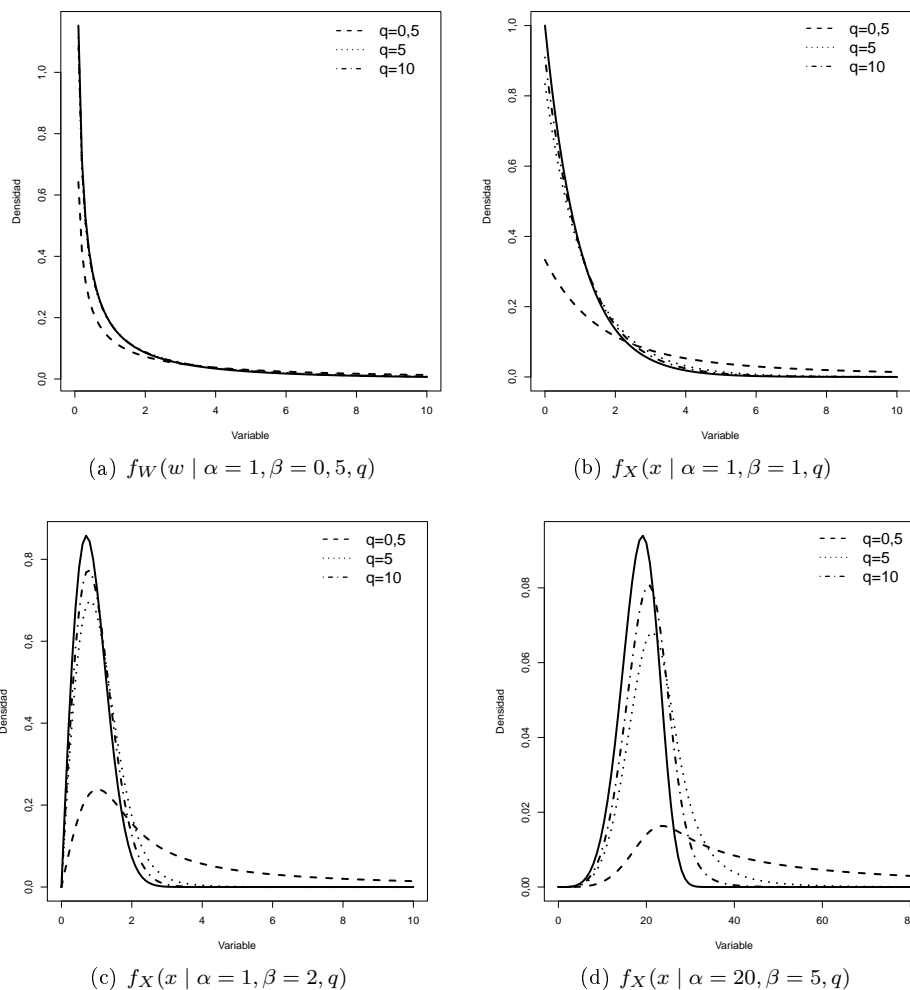 q=0,5
q=5
q=10
Densidad
0,0 0,2 0,4 0,6 0,8 1,0
0 2 4 6 8 10
Variable
(a) f_W(w | α = 1, β = 0, 5, q)
q=0,5
q=5
q=10
Densidad
0,0 0,2 0,4 0,6 0,8 1,0
0 2 4 6 8 10
Variable
(b) f_X(x | α = 1, β = 1, q)
q=0,5
q=5
q=10
Densidad
0,0 0,2 0,4 0,6 0,8
0 2 4 6 8 10
Variable
(c) f_X(x | α = 1, β = 2, q)
q=0,5
q=5
q=10
Densidad
0,00 0,02 0,04 0,06 0,08
0 20 40 60 80
Variable
(d) f_X(x | α = 20, β = 5, q)